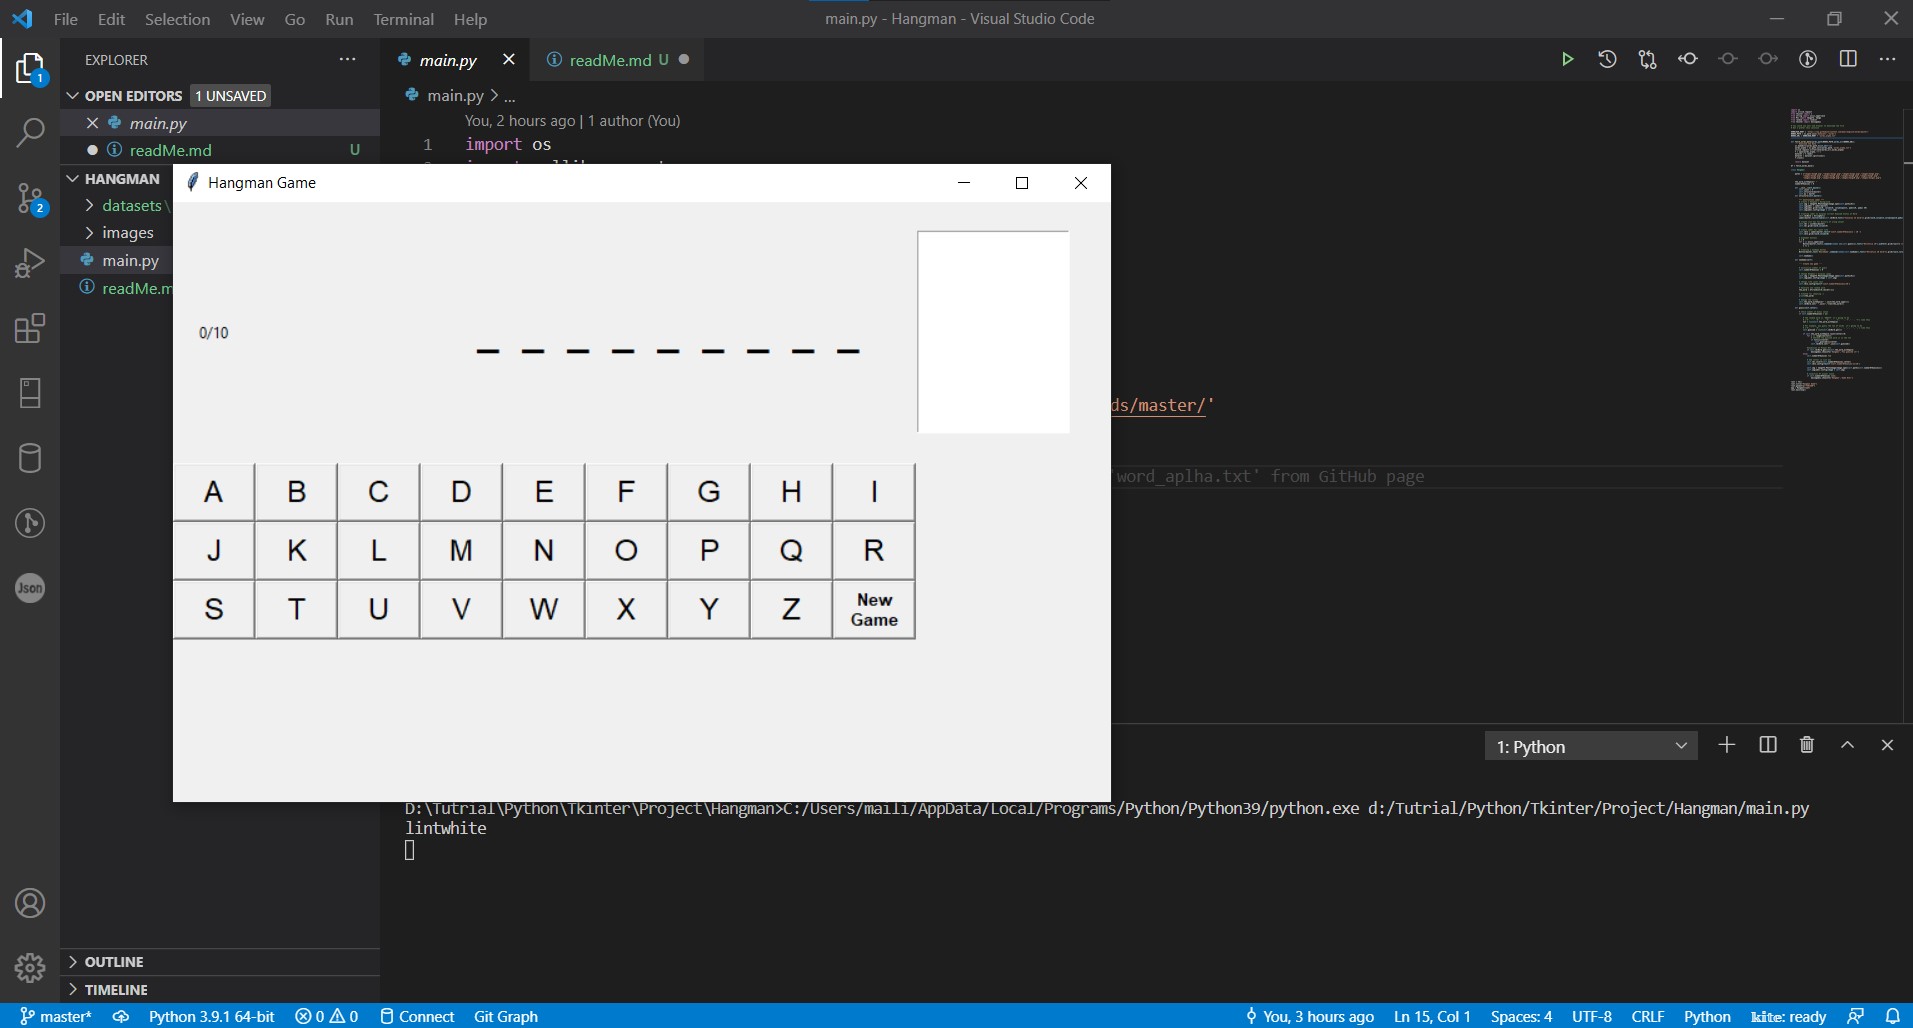 File Edit Selection View Go Run Terminal Help
main.py - Hangman - Visual Studio Code
EXPLORER
main.py
readMe.md U
OPEN EDITORS 1 UNSAVED
main.py > ...
main.py
You, 2 hours ago | 1 author (You)
readMe.md U
1 import os
HANGMAN
Hangman Game
datasets
images
main.py
readMe.m
0/10
_ _ _ _ _ _ _ _ _
ds/master/'
word_aplha.txt' from GitHub page
A B C D E F G H I
J K L M N O P Q R
S T U V W X Y Z New Game
1: Python
D:\Tutrial\Python\Tkinter\Project\Hangman>C:/Users/maili/AppData/Local/Programs/Python/Python39/python.exe d:/Tutrial/Python/Tkinter/Project/Hangman/main.py
lintwhite
1
2
Json
OUTLINE
TIMELINE
master* Python 3.9.1 64-bit 0 0 Connect Git Graph You, 3 hours ago Ln 15, Col 1 Spaces: 4 UTF-8 CRLF Python kite: ready